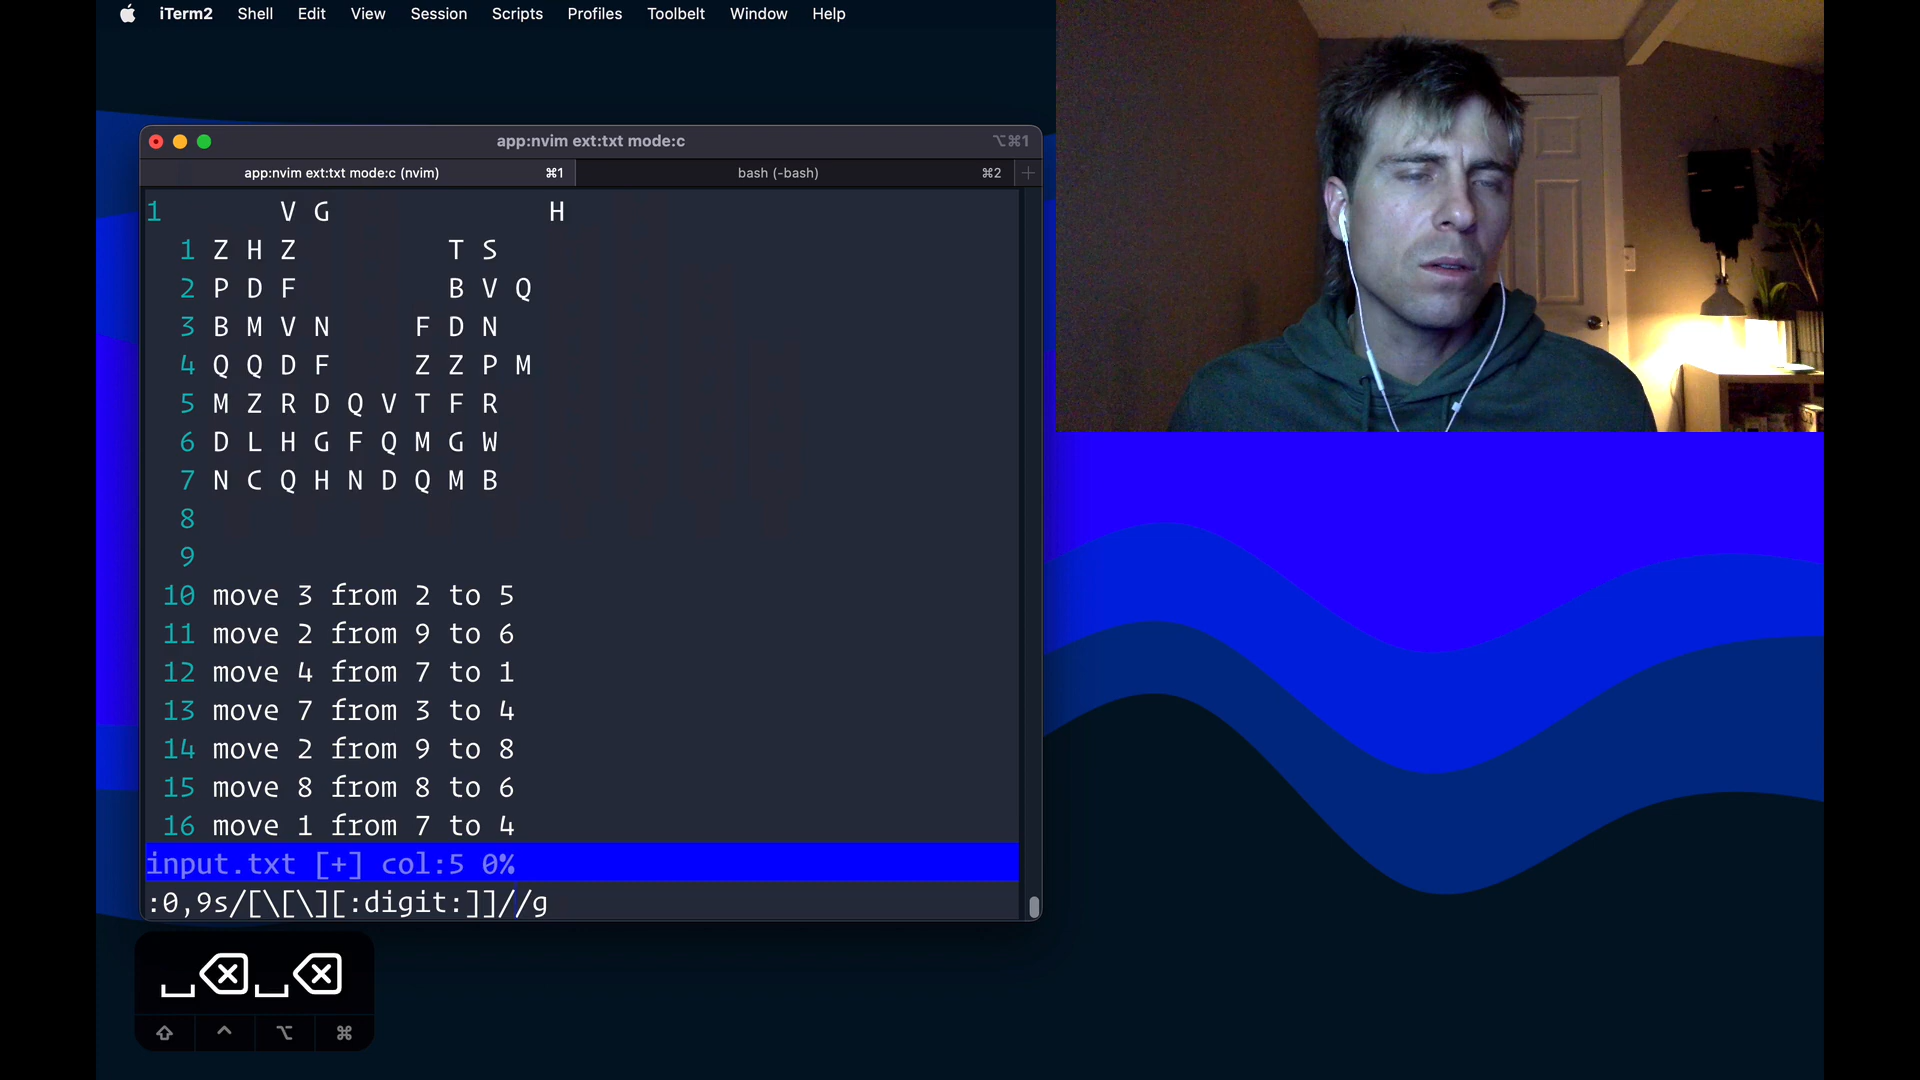 iTerm2 Shell Edit View Session Scripts Profiles Toolbelt Window Help
app:nvim ext:txt mode:c ⌥⌘1
app:nvim ext:txt mode:c (nvim) ⌘1 bash (-bash) ⌘2 +
1 V G H
1 Z H Z T S
2 P D F B V Q
3 B M V N F D N
4 Q Q D F Z Z P M
5 M Z R D Q V T F R
6 D L H G F Q M G W
7 N C Q H N D Q M B
8
9
10 move 3 from 2 to 5
11 move 2 from 9 to 6
12 move 4 from 7 to 1
13 move 7 from 3 to 4
14 move 2 from 9 to 8
15 move 8 from 8 to 6
16 move 1 from 7 to 4
input.txt [+] col:5 0%
:0,9s/[\[\][:digit:]]//g
␣⌫␣⌫
⇧ ^ ⌥ ⌘